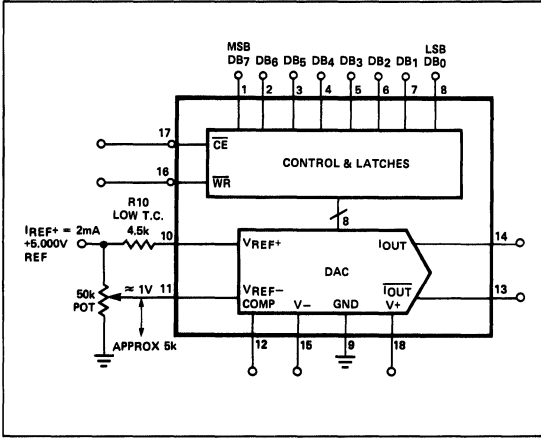 MSB LSB
DB7 DB6 DB5 DB4 DB3 DB2 DB1 DB0
1 2 3 4 5 6 7 8
17 CE
CONTROL & LATCHES
16 WR
R10
LOW T.C.
4.5k
8
IREF+ = 2mA
+5.000V
REF
10 VREF+ IOUT 14
DAC
50k
POT
≈ 1V
11 VREF- IOUT 13
COMP V- GND V+
APPROX 5k
12 15 9 18